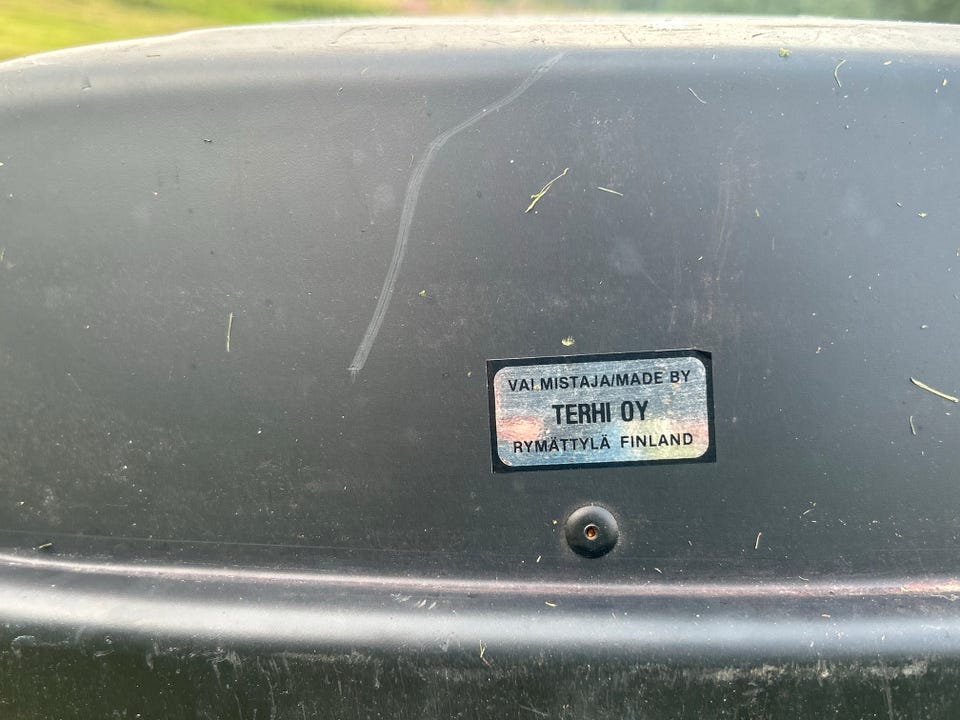 VALMISTAJA/MADE BY
TERHI OY
RYMÄTTYLÄ FINLAND